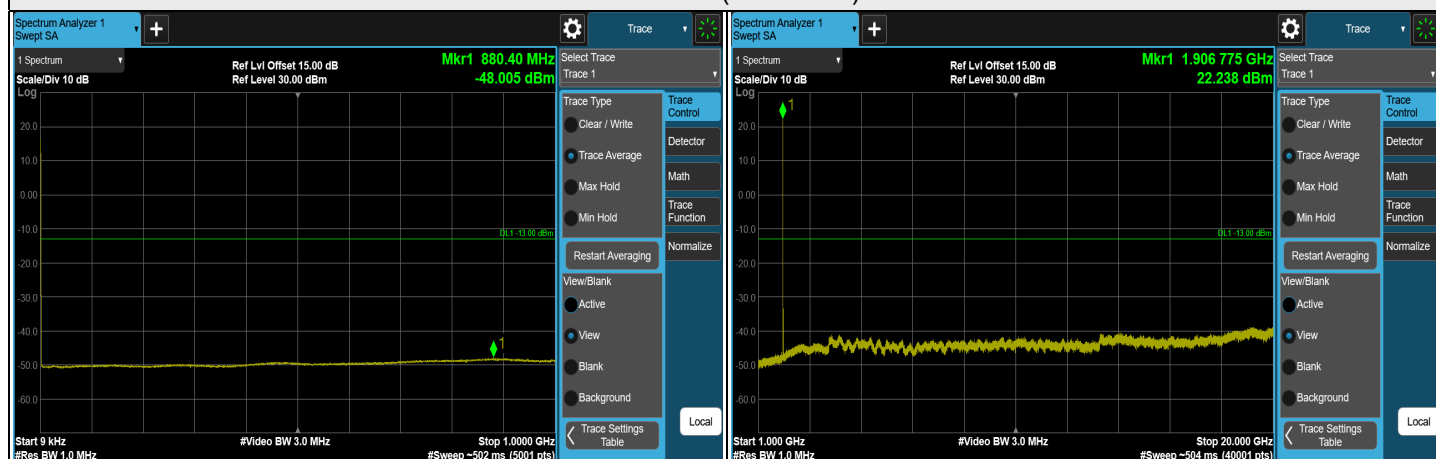 Spectrum Analyzer 1
Swept SA
+
Trace
1 Spectrum
Scale/Div 10 dB
Ref Lvl Offset 15.00 dB
Ref Level 30.00 dBm
Mkr1 880.40 MHz
-48.005 dBm
Log
20.0
10.0
0.00
-10.0
-20.0
-30.0
-40.0
-50.0
-60.0
DL1 -13.00 dBm
1
Start 9 kHz
#Res BW 1.0 MHz
#Video BW 3.0 MHz
Stop 1.0000 GHz
#Sweep ~502 ms (5001 pts)
Select Trace
Trace 1
Trace Type
Clear / Write
Trace Average
Max Hold
Min Hold
Restart Averaging
View/Blank
Active
View
Blank
Background
Trace Settings
Table
Trace
Control
Detector
Math
Trace
Function
Normalize
Local
Spectrum Analyzer 1
Swept SA
+
Trace
1 Spectrum
Scale/Div 10 dB
Ref Lvl Offset 15.00 dB
Ref Level 30.00 dBm
Mkr1 1.906 775 GHz
22.238 dBm
Log
1
20.0
10.0
0.00
-10.0
-20.0
-30.0
-40.0
-50.0
-60.0
DL1 -13.00 dBm
Start 1.000 GHz
#Res BW 1.0 MHz
#Video BW 3.0 MHz
Stop 20.000 GHz
#Sweep ~504 ms (40001 pts)
Select Trace
Trace 1
Trace Type
Clear / Write
Trace Average
Max Hold
Min Hold
Restart Averaging
View/Blank
Active
View
Blank
Background
Trace Settings
Table
Trace
Control
Detector
Math
Trace
Function
Normalize
Local